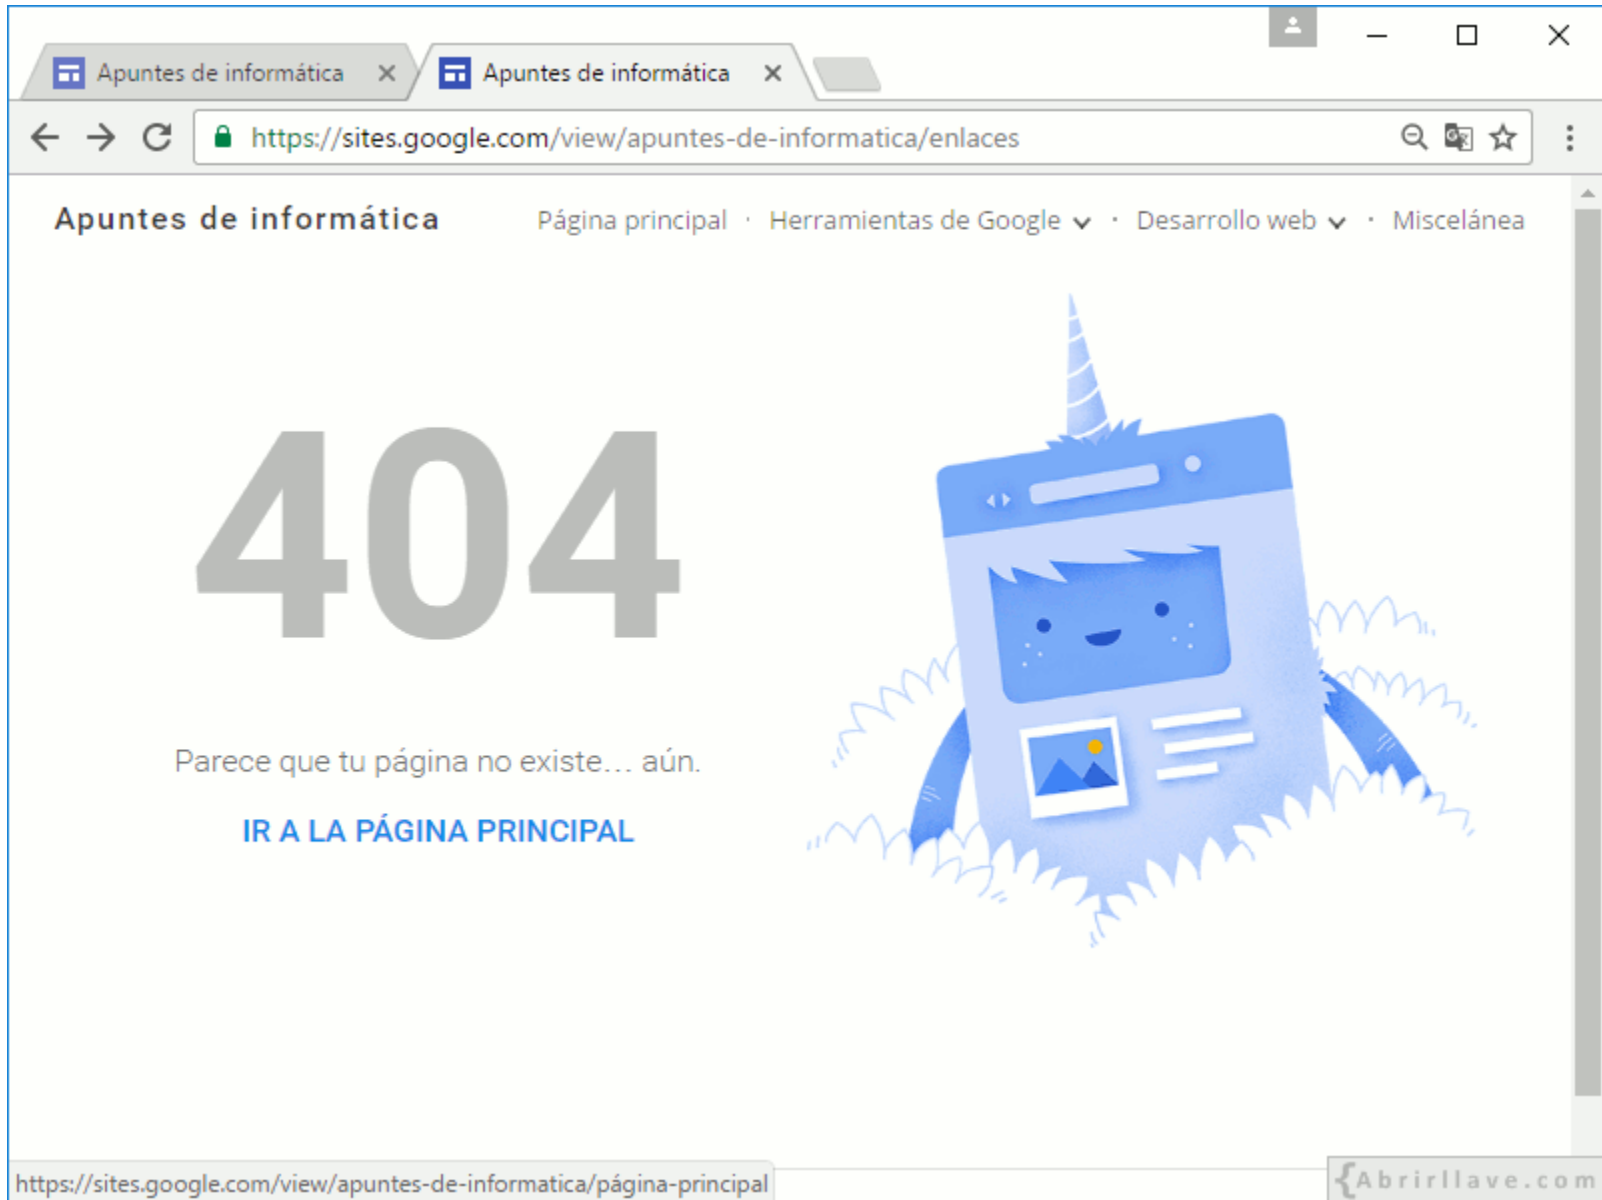 Apuntes de informática
Apuntes de informática
https://sites.google.com/view/apuntes-de-informatica/enlaces
Apuntes de informática
Página principal · Herramientas de Google · Desarrollo web · Miscelánea
404
Parece que tu página no existe... aún.
IR A LA PÁGINA PRINCIPAL
https://sites.google.com/view/apuntes-de-informatica/página-principal
{Abrirllave.com